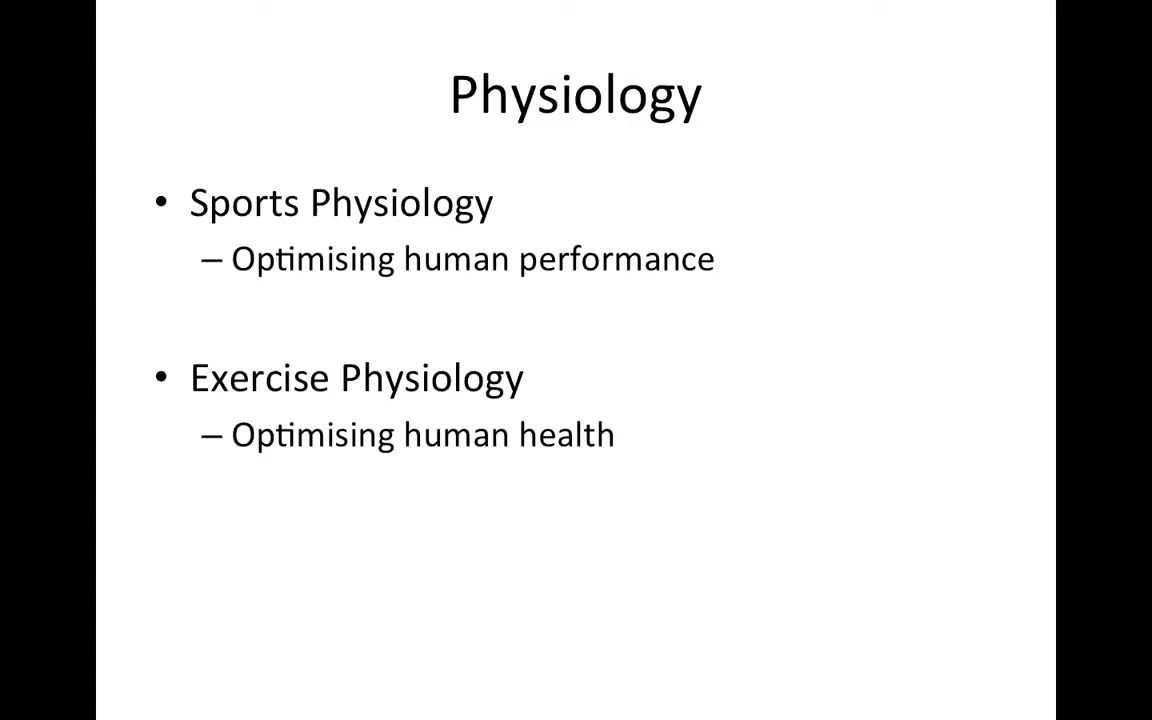 Physiology
• Sports Physiology
– Optimising human performance
• Exercise Physiology
– Optimising human health